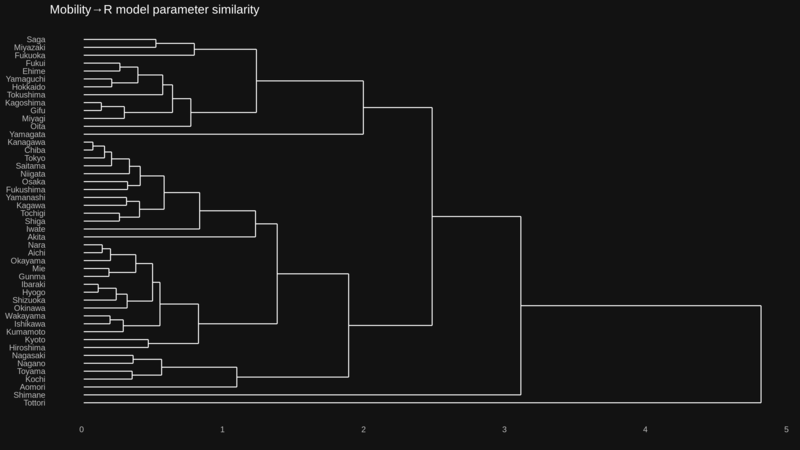 Mobility→R model parameter similarity
Saga
Miyazaki
Fukuoka
Fukui
Ehime
Yamaguchi
Hokkaido
Tokushima
Kagoshima
Gifu
Miyagi
Oita
Yamagata
Kanagawa
Chiba
Tokyo
Saitama
Niigata
Osaka
Fukushima
Yamanashi
Kagawa
Tochigi
Shiga
Iwate
Akita
Nara
Aichi
Okayama
Mie
Gunma
Ibaraki
Hyogo
Shizuoka
Okinawa
Wakayama
Ishikawa
Kumamoto
Kyoto
Hiroshima
Nagasaki
Nagano
Toyama
Kochi
Aomori
Shimane
Tottori
0 1 2 3 4 5